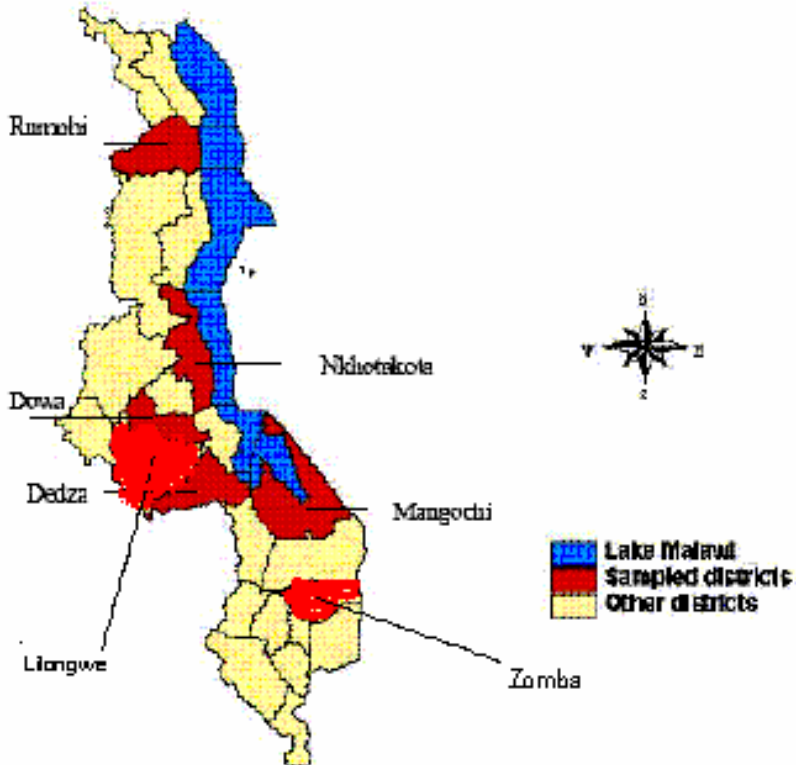 Rumphi
Nkhotakota
Dowa
Dedza
Mangochi
Lake Malawi
Sampled districts
Other districts
Lilongwe
Zomba